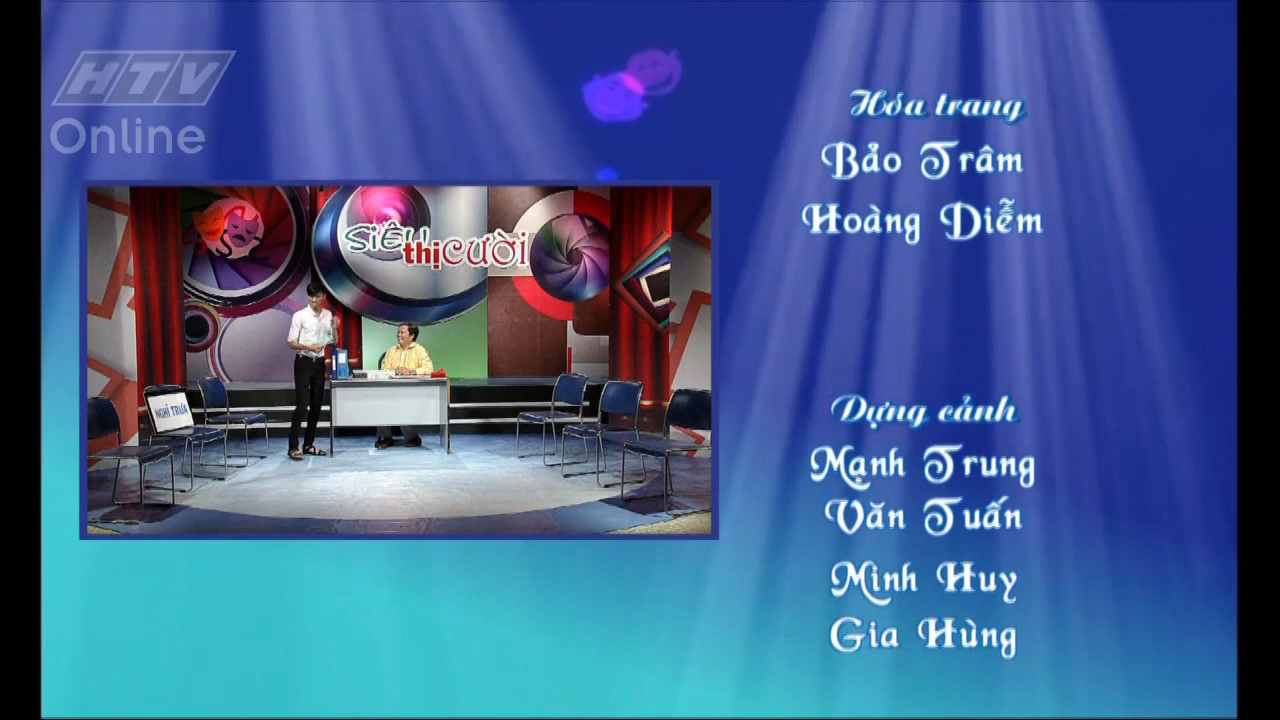 HTV
Online
SIÊU
thị CƯỜI
NGHỈ TRƯA
Hóa trang
Bảo Trâm
Hoàng Diễm
Dựng cảnh
Mạnh Trung
Văn Tuấn
Minh Huy
Gia Hùng